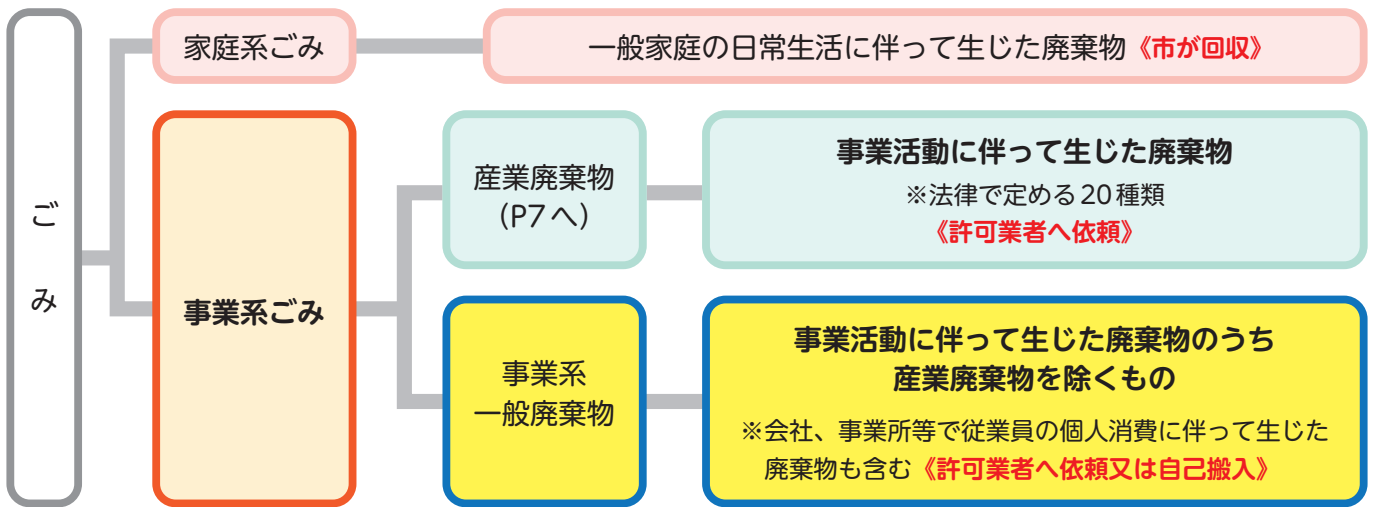 ごみ
家庭系ごみ
一般家庭の日常生活に伴って生じた廃棄物《市が回収》
事業系ごみ
産業廃棄物
(P7へ)
事業活動に伴って生じた廃棄物
※法律で定める20種類
《許可業者へ依頼》
事業系
一般廃棄物
事業活動に伴って生じた廃棄物のうち
産業廃棄物を除くもの
※会社、事業所等で従業員の個人消費に伴って生じた
廃棄物も含む《許可業者へ依頼又は自己搬入》